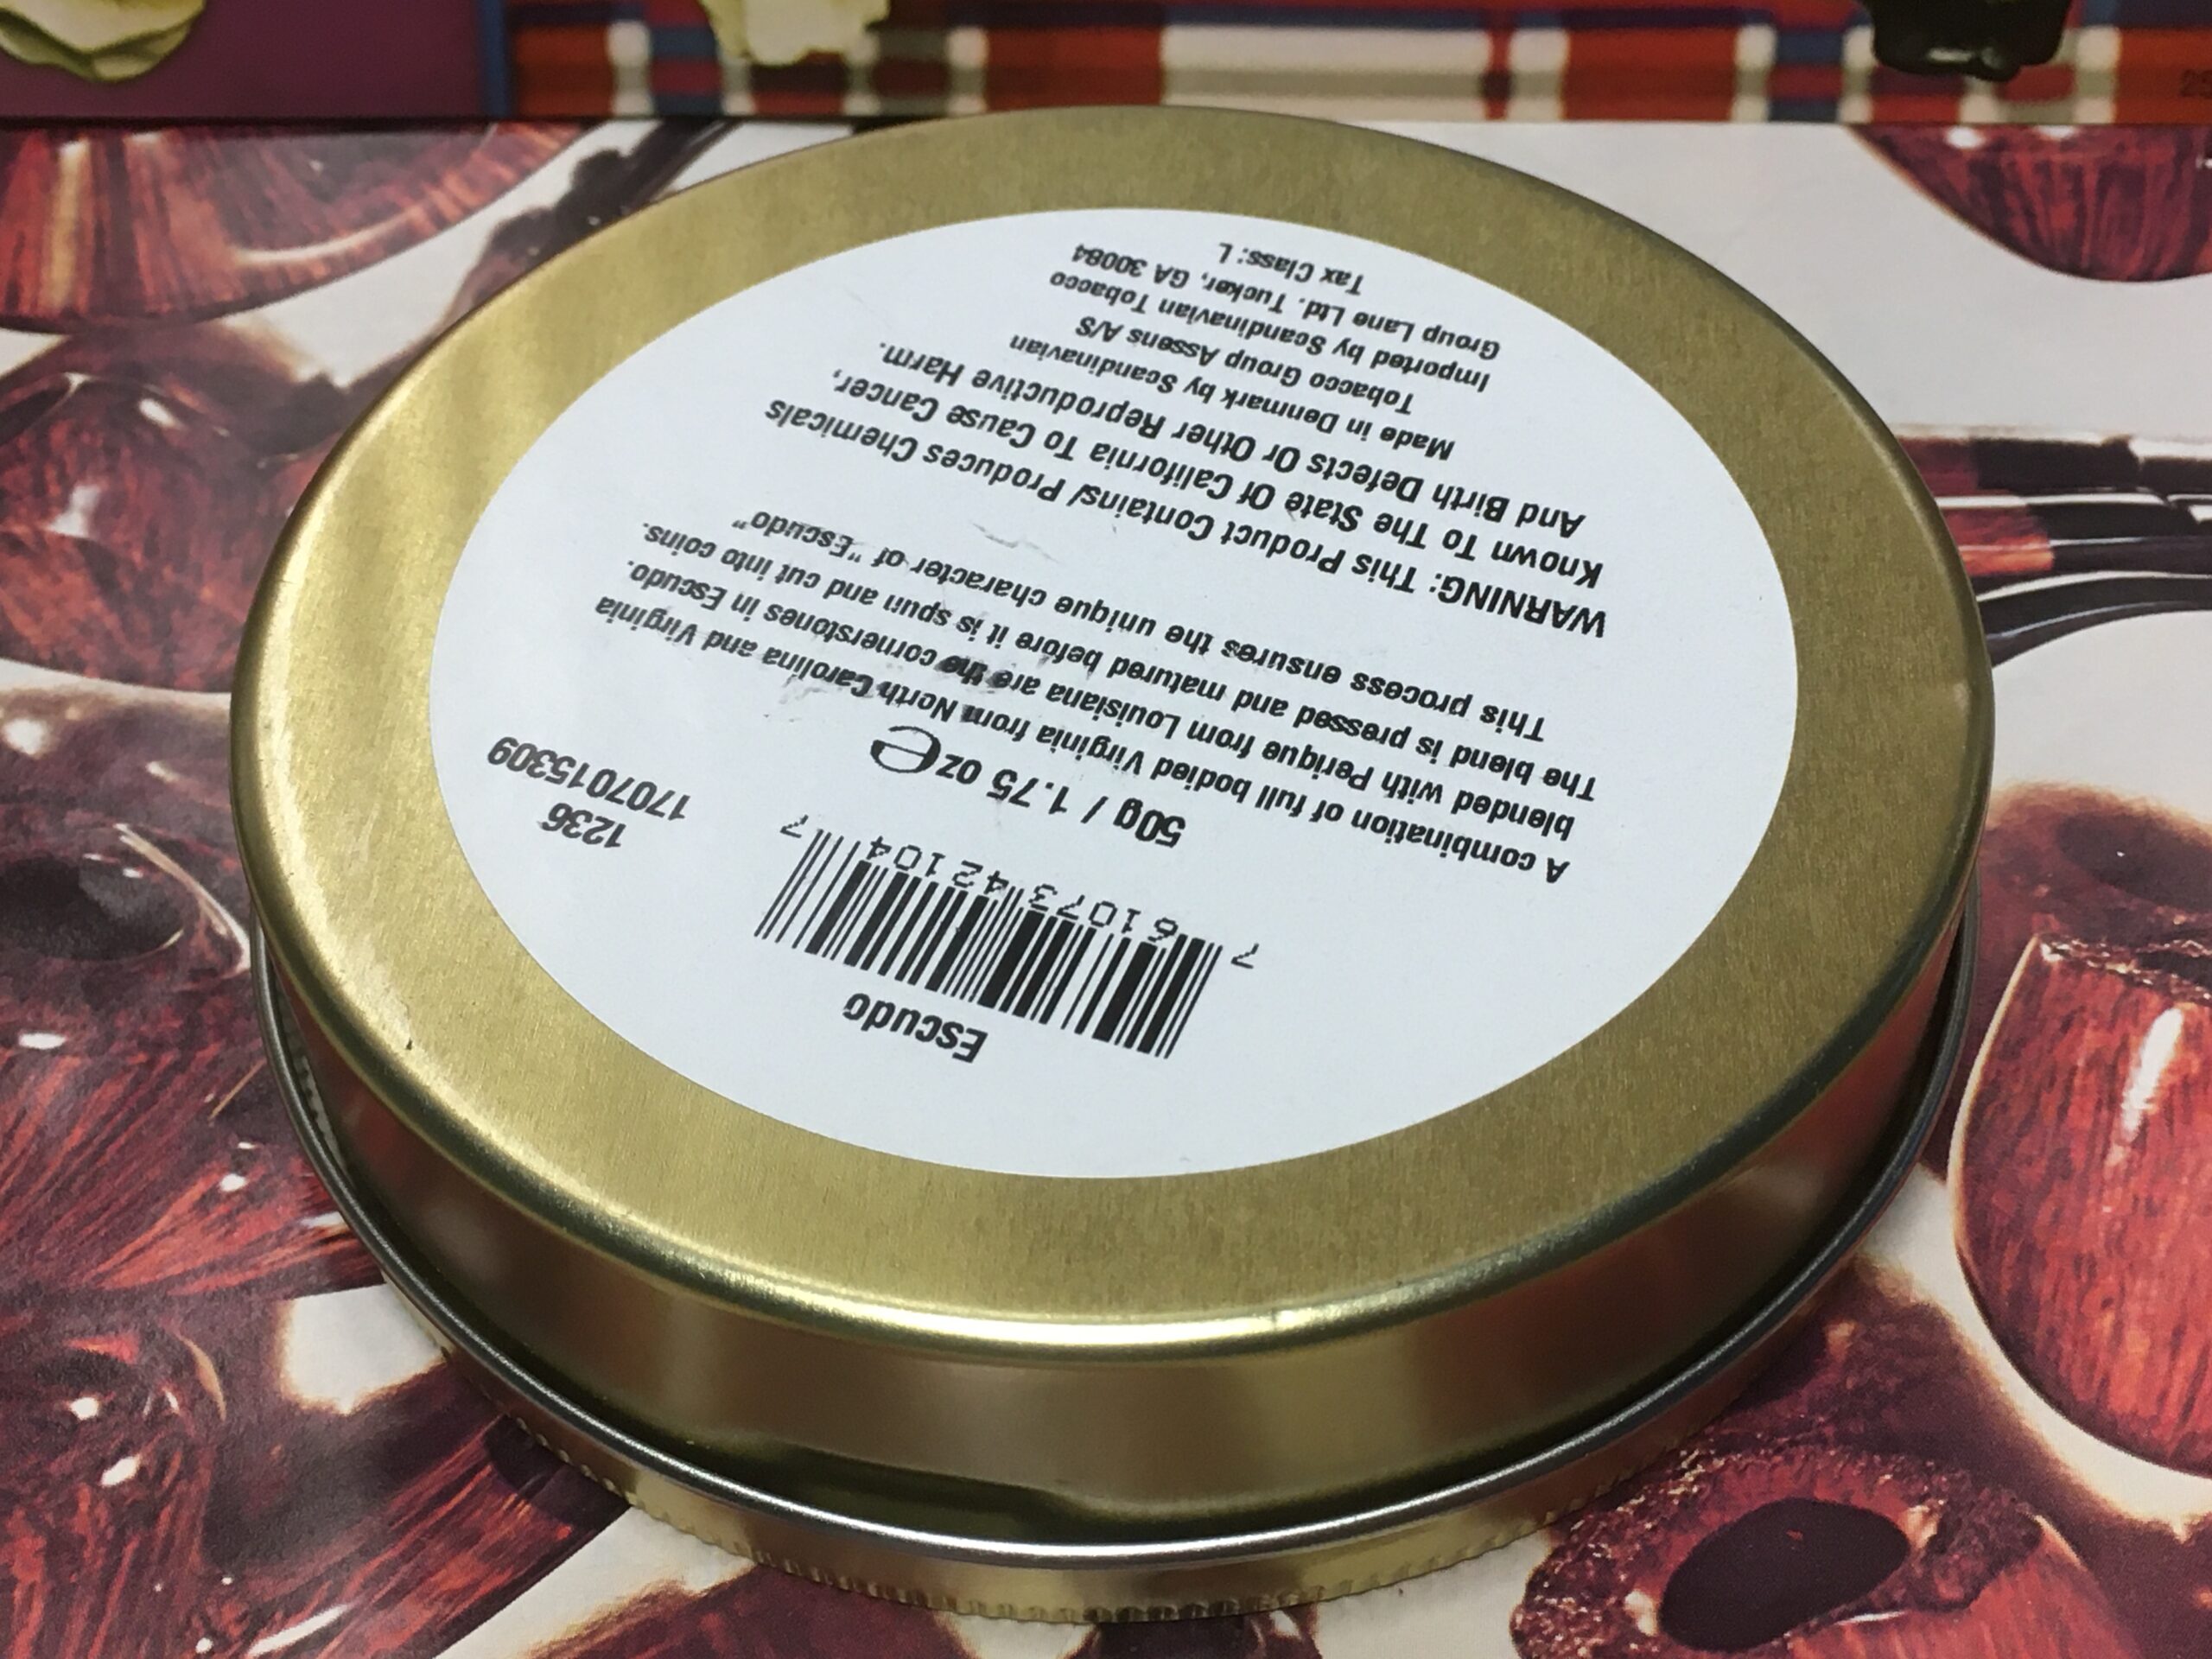 Escudo
7 61073 42104 7
50g / 1.75 oz e
1236
1707015309
A combination of full bodied Virginia from North Carolina and Virginia
blended with Perique from Louisiana are the cornerstones in Escudo.
The blend is pressed and matured before it is spun and cut into coins.
This process ensures the unique character of "Escudo"
WARNING: This Product Contains/ Produces Chemicals
Known To The State Of California To Cause Cancer,
And Birth Defects Or Other Reproductive Harm.
Made in Denmark by Scandinavian
Tobacco Group Assens A/S
Imported by Scandinavian Tobacco
Group Lane Ltd. Tucker, GA 30084
Tax Class: L